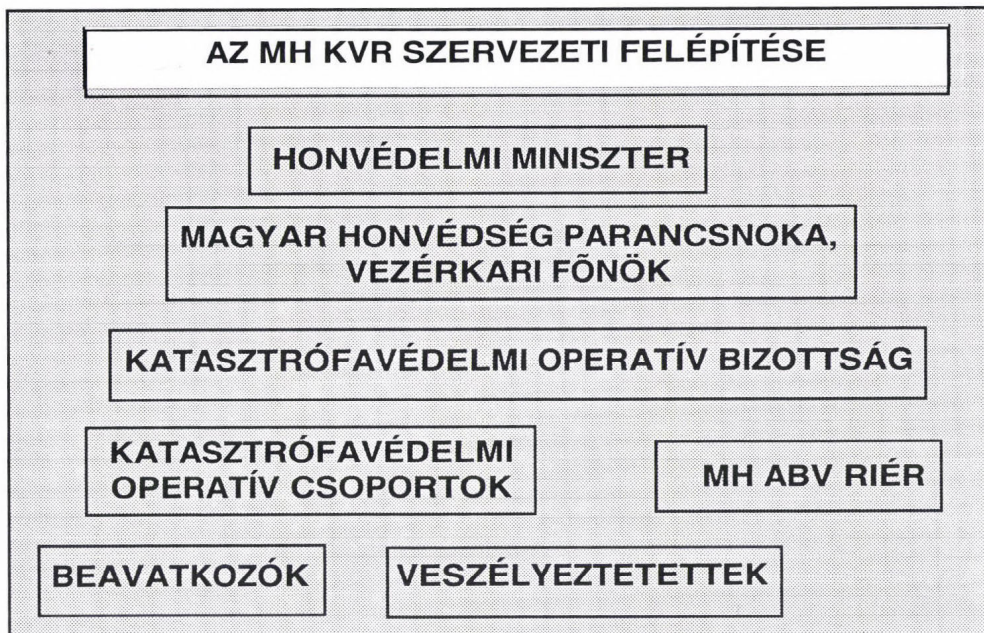 AZ MH KVR SZERVEZETI FELÉPÍTÉSE
HONVÉDELMI MINISZTER
MAGYAR HONVÉDSÉG PARANCSNOKA,
VEZÉRKARI FÕNÖK
KATASZTRÓFAVÉDELMI OPERATÍV BIZOTTSÁG
KATASZTRÓFAVÉDELMI
OPERATÍV CSOPORTOK
MH ABV RIÉR
BEAVATKOZÓK
VESZÉLYEZTETETTEK